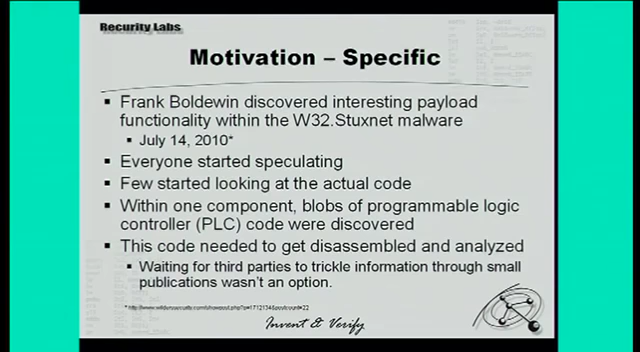 Recurity Labs
Motivation – Specific
Frank Boldewin discovered interesting payload
functionality within the W32.Stuxnet malware
July 14, 2010*
Everyone started speculating
Few started looking at the actual code
Within one component, blobs of programmable logic
controller (PLC) code were discovered
This code needed to get disassembled and analyzed
Waiting for third parties to trickle information through small
publications wasn't an option.
Invent & Verify